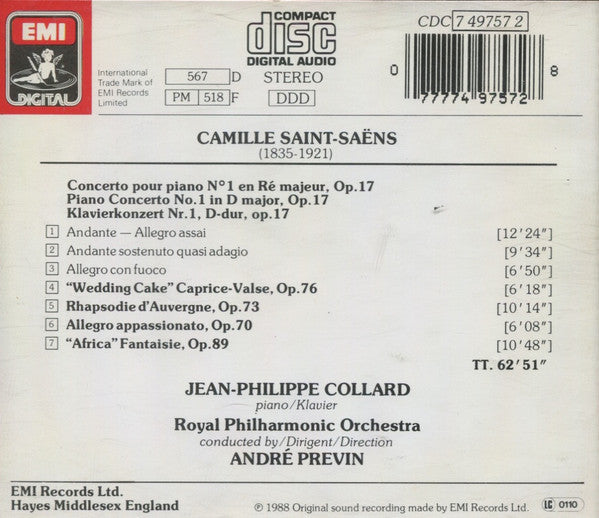 EMI
DIGITAL
International
Trade Mark of
EMI Records
Limited
COMPACT
disc
DIGITAL AUDIO
567 D STEREO
PM 518 F DDD
CDC 7 49757 2
0 77774 97572 8
CAMILLE SAINT-SAËNS
(1835-1921)
Concerto pour piano N°1 en Ré majeur, Op.17
Piano Concerto No.1 in D major, Op.17
Klavierkonzert Nr.1, D-dur, op.17
1 Andante — Allegro assai [12'24"]
2 Andante sostenuto quasi adagio [9'34"]
3 Allegro con fuoco [6'50"]
4 "Wedding Cake" Caprice-Valse, Op.76 [6'18"]
5 Rhapsodie d'Auvergne, Op.73 [10'14"]
6 Allegro appassionato, Op.70 [6'08"]
7 "Africa" Fantaisie, Op.89 [10'48"]
TT. 62'51"
JEAN-PHILIPPE COLLARD
piano/Klavier
Royal Philharmonic Orchestra
conducted by/Dirigent/Direction
ANDRÉ PREVIN
EMI Records Ltd.
Hayes Middlesex England
℗ 1988 Original sound recording made by EMI Records Ltd. LC 0110